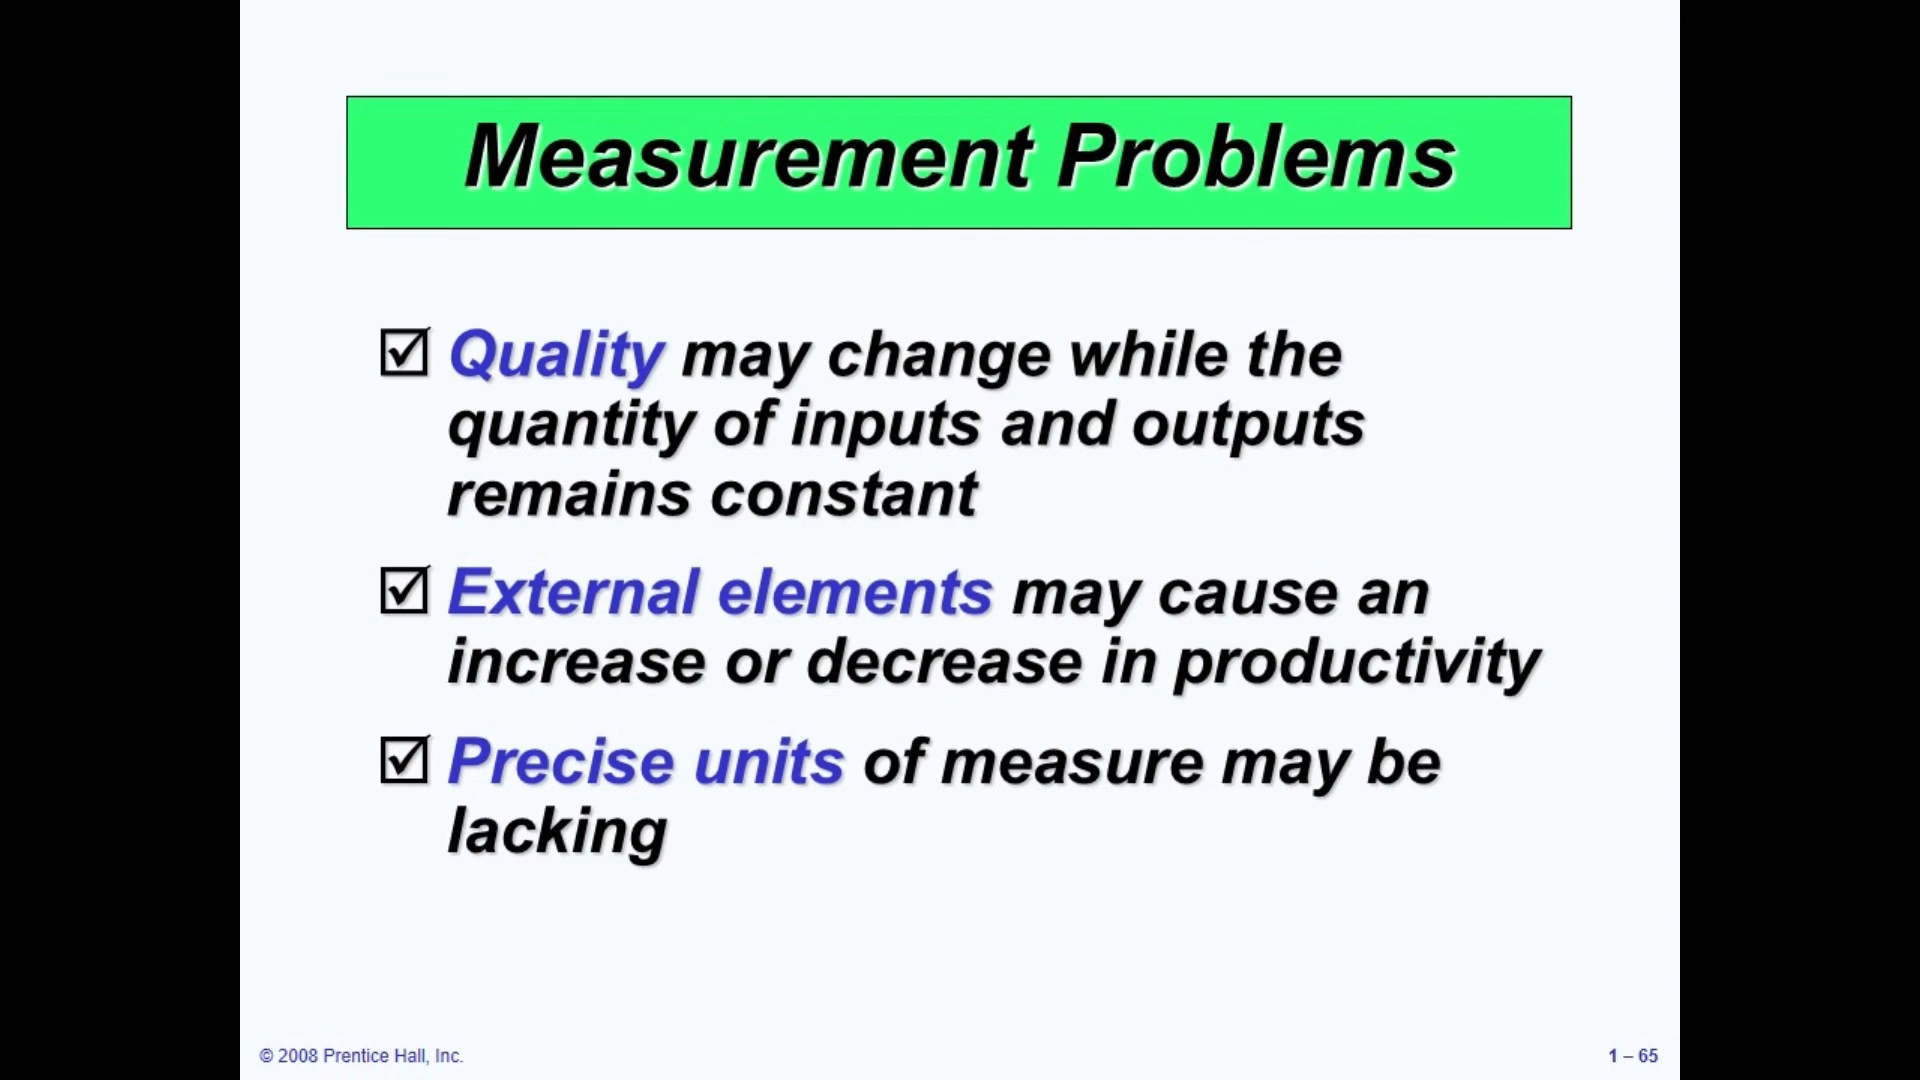 Measurement Problems
Quality may change while the
quantity of inputs and outputs
remains constant
External elements may cause an
increase or decrease in productivity
Precise units of measure may be
lacking
© 2008 Prentice Hall, Inc.
1 – 65